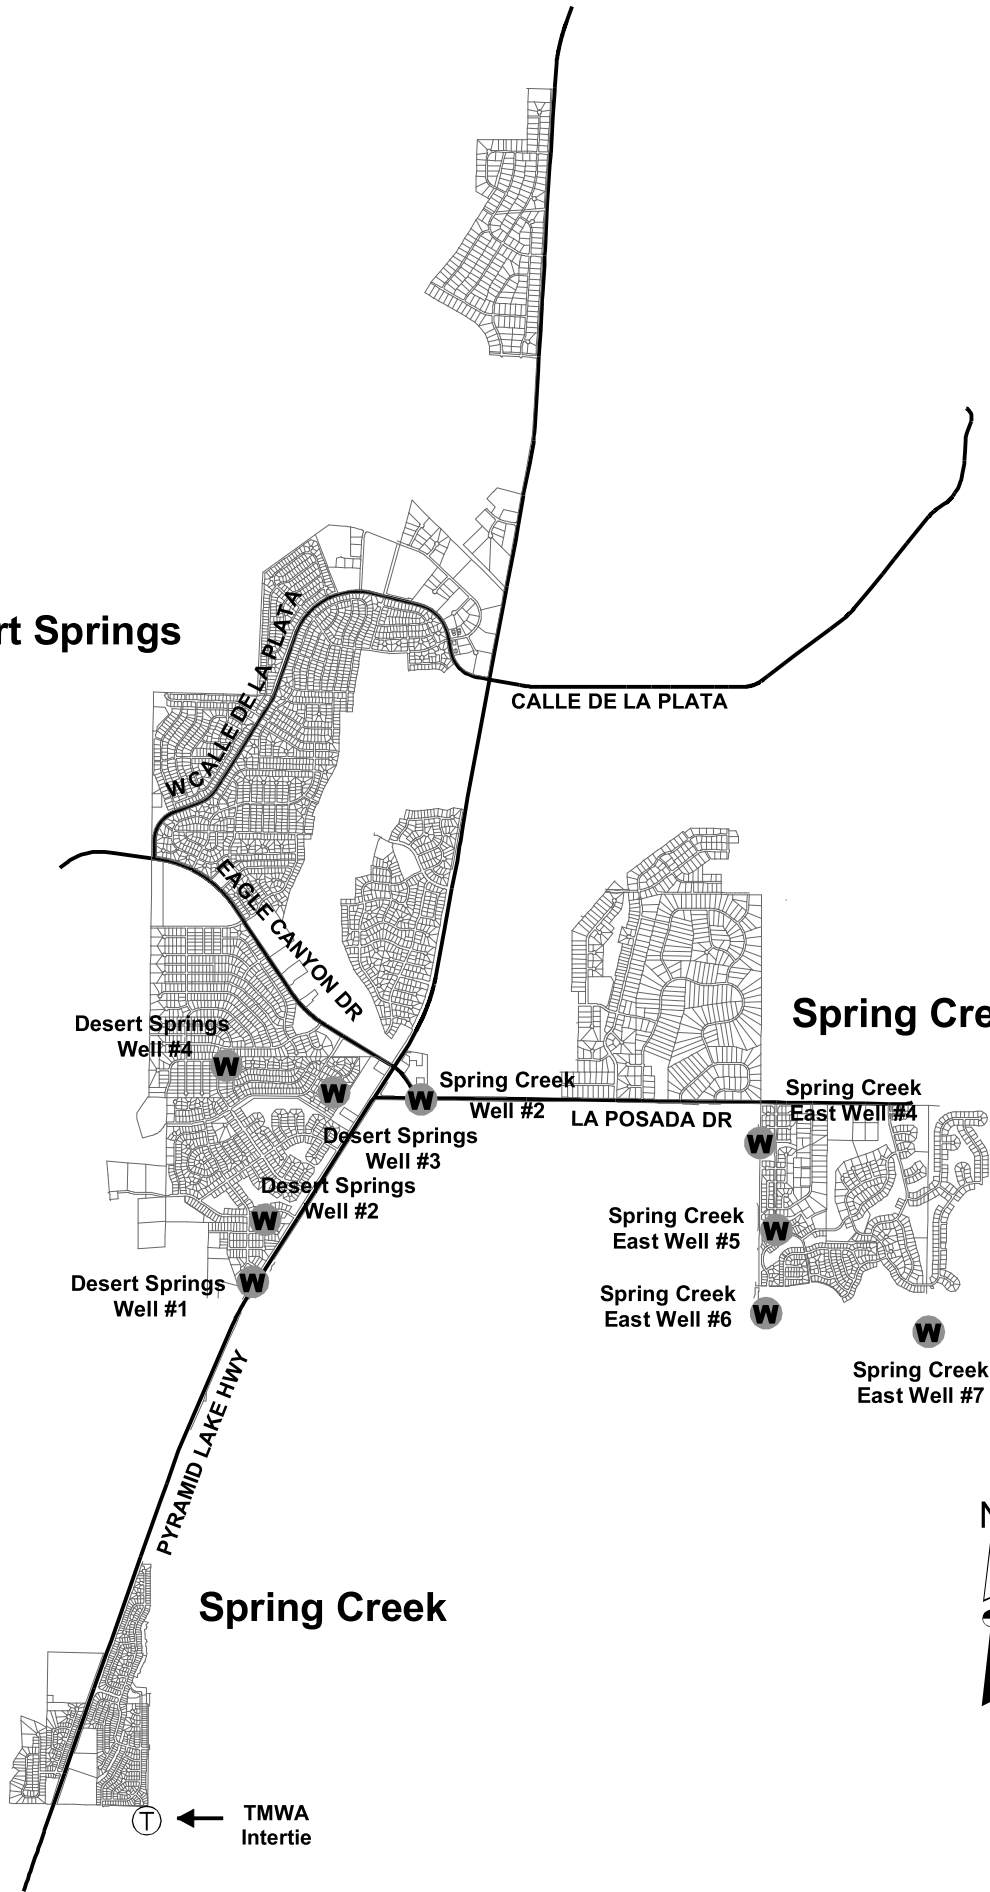 rt Springs
W CALLE DE LA PLATA
CALLE DE LA PLATA
EAGLE CANYON DR
Spring Cre
Desert Springs
Well #4
W
W
W
Spring Creek
Well #2
LA POSADA DR
Spring Creek
East Well #4
W
Desert Springs
Well #3
Desert Springs
Well #2
W
Spring Creek
East Well #5
W
Desert Springs
Well #1
W
Spring Creek
East Well #6
W
W
Spring Creek
East Well #7
PYRAMID LAKE HWY
N
Spring Creek
T
TMWA
Intertie